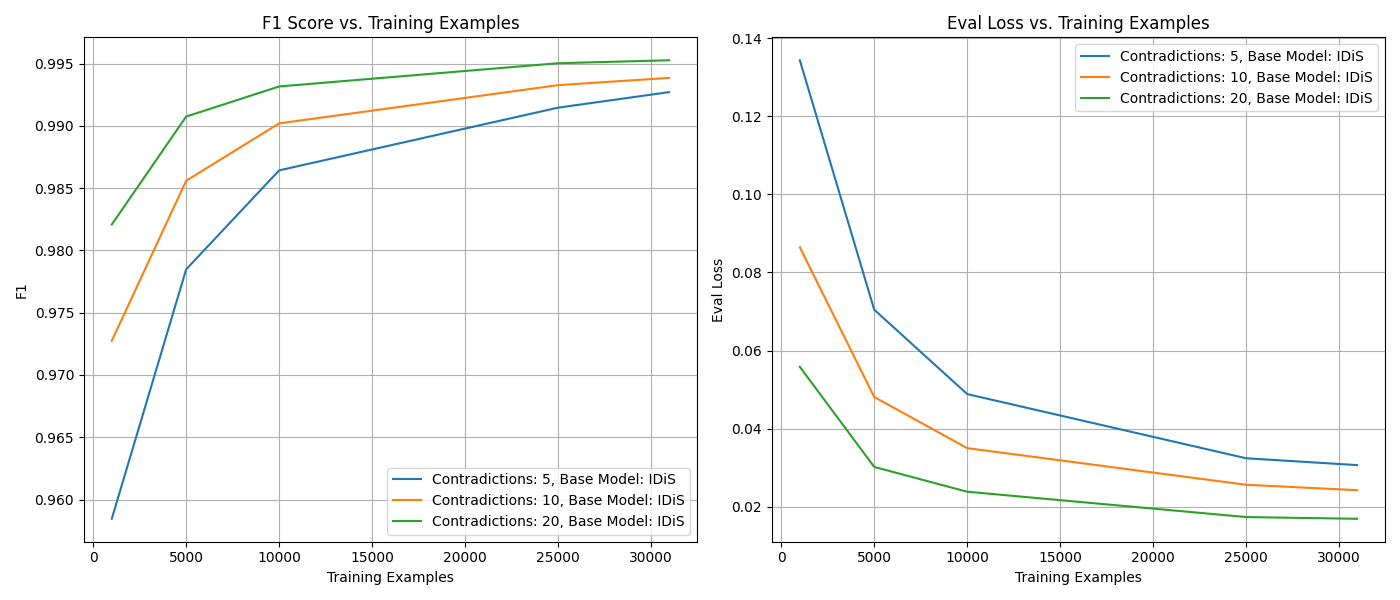 F1 Score vs. Training Examples
0.995
0.990
0.985
0.980
0.975
0.970
0.965
0.960
F1
Contradictions: 5, Base Model: IDiS
Contradictions: 10, Base Model: IDiS
Contradictions: 20, Base Model: IDiS
0 5000 10000 15000 20000 25000 30000
Training Examples
Eval Loss vs. Training Examples
0.14
0.12
0.10
0.08
0.06
0.04
0.02
Eval Loss
Contradictions: 5, Base Model: IDiS
Contradictions: 10, Base Model: IDiS
Contradictions: 20, Base Model: IDiS
0 5000 10000 15000 20000 25000 30000
Training Examples